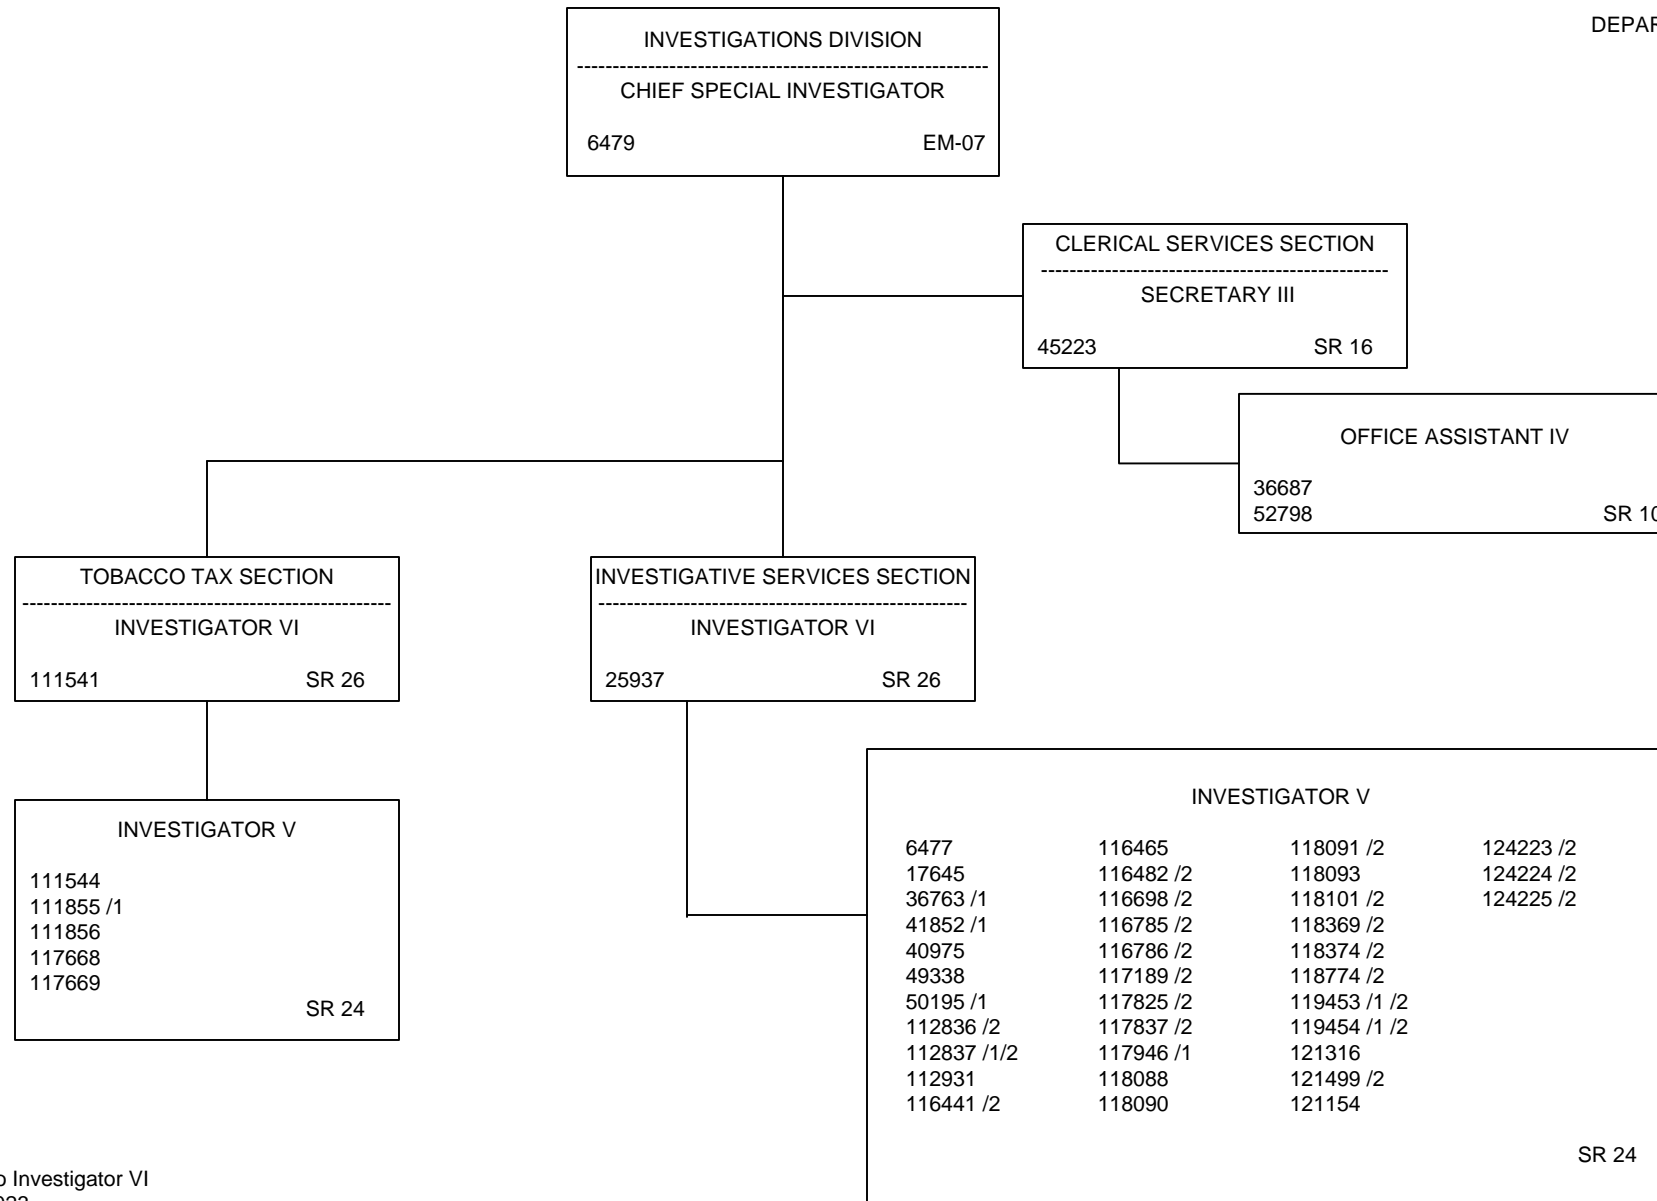 DEPAR
INVESTIGATIONS DIVISION
CHIEF SPECIAL INVESTIGATOR
6479 EM-07
CLERICAL SERVICES SECTION
SECRETARY III
45223 SR 16
OFFICE ASSISTANT IV
36687
52798 SR 10
TOBACCO TAX SECTION
INVESTIGATOR VI
111541 SR 26
INVESTIGATIVE SERVICES SECTION
INVESTIGATOR VI
25937 SR 26
INVESTIGATOR V
111544
111855 /1
111856
117668
117669
SR 24
INVESTIGATOR V
6477 116465 118091 /2 124223 /2
17645 116482 /2 118093 124224 /2
36763 /1 116698 /2 118101 /2 124225 /2
41852 /1 116785 /2 118369 /2
40975 116786 /2 118374 /2
49338 117189 /2 118774 /2
50195 /1 117825 /2 119453 /1 /2
112836 /2 117837 /2 119454 /1 /2
112837 /1/2 117946 /1 121316
112931 118088 121499 /2
116441 /2 118090 121154
SR 24
o Investigator VI